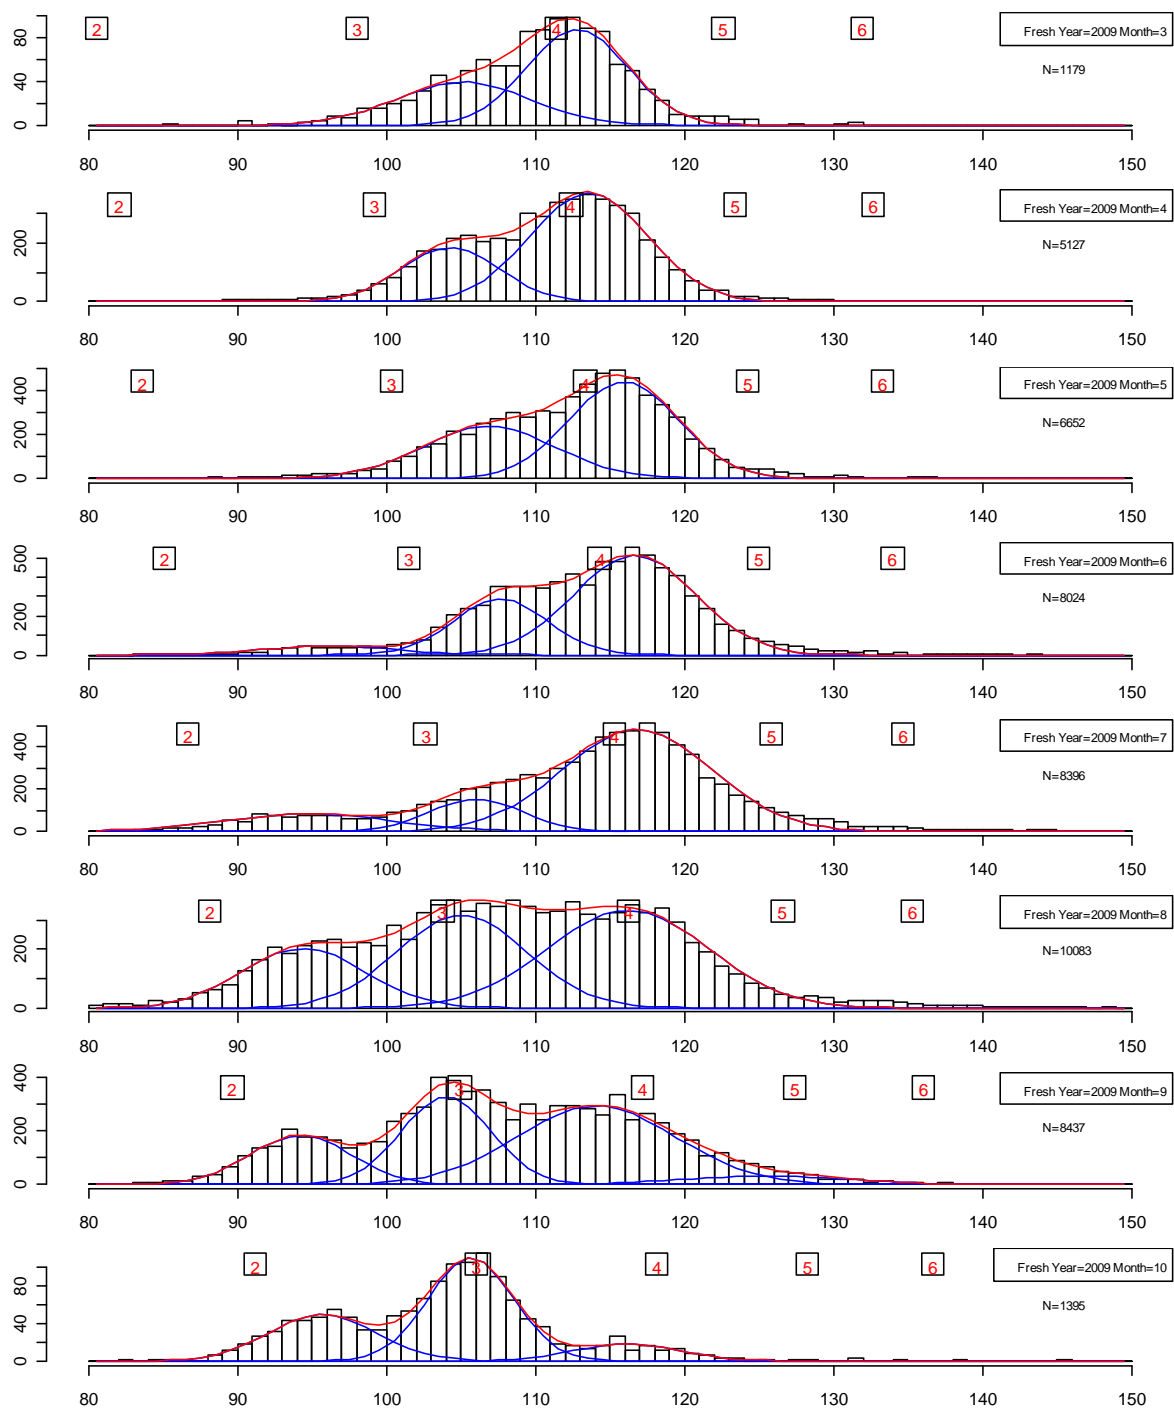 2 3 4 5 6 Fresh Year=2009 Month=3
N=1179
0 40 80
80 90 100 110 120 130 140 150
2 3 4 5 6 Fresh Year=2009 Month=4
N=5127
0 200
80 90 100 110 120 130 140 150
2 3 4 5 6 Fresh Year=2009 Month=5
N=6652
0 200 400
80 90 100 110 120 130 140 150
2 3 4 5 6 Fresh Year=2009 Month=6
N=8024
0 200 500
80 90 100 110 120 130 140 150
2 3 4 5 6 Fresh Year=2009 Month=7
N=8396
0 200 400
80 90 100 110 120 130 140 150
2 3 4 5 6 Fresh Year=2009 Month=8
N=10083
0 200
80 90 100 110 120 130 140 150
2 3 4 5 6 Fresh Year=2009 Month=9
N=8437
0 200 400
80 90 100 110 120 130 140 150
2 3 4 5 6 Fresh Year=2009 Month=10
N=1395
0 40 80
80 90 100 110 120 130 140 150